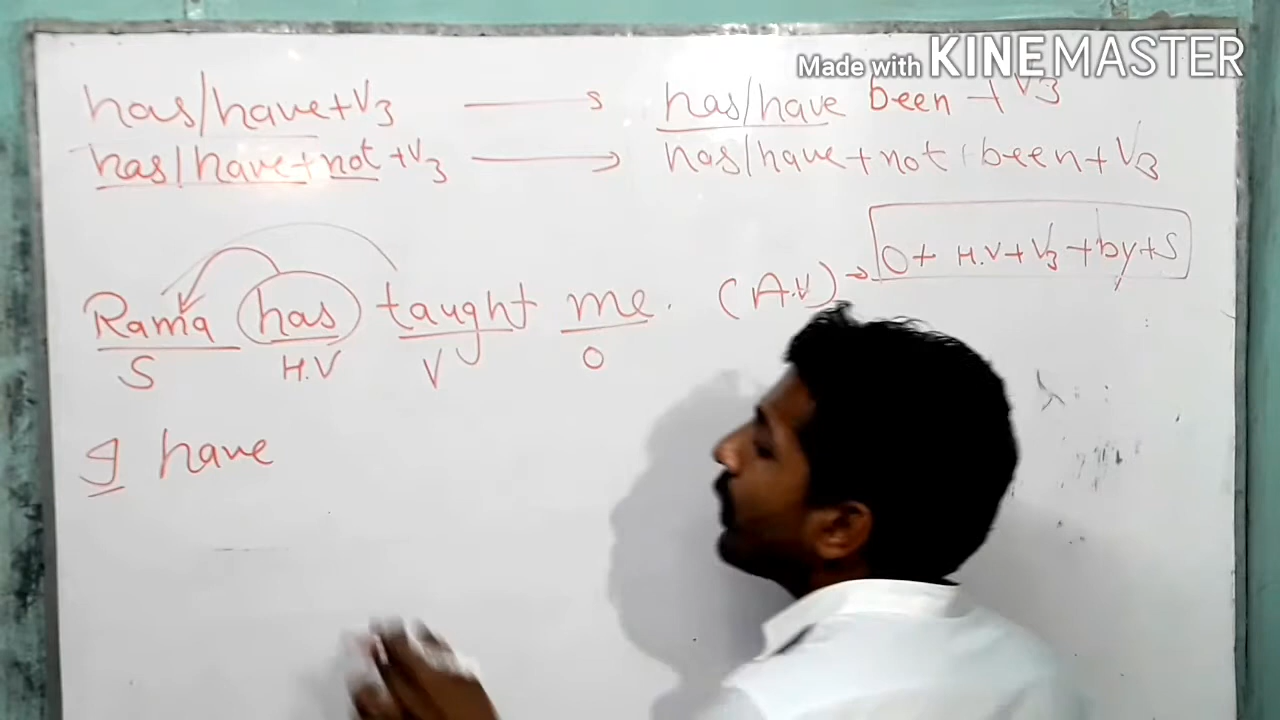 Made with KINEMASTER
has/have+V3 → has/have been + V3
has/have+not+V3 → has/have+not been+V3
O+ H.V+V3+by+S
Rama has taught me. (A.V) →
S H.V V O
I have